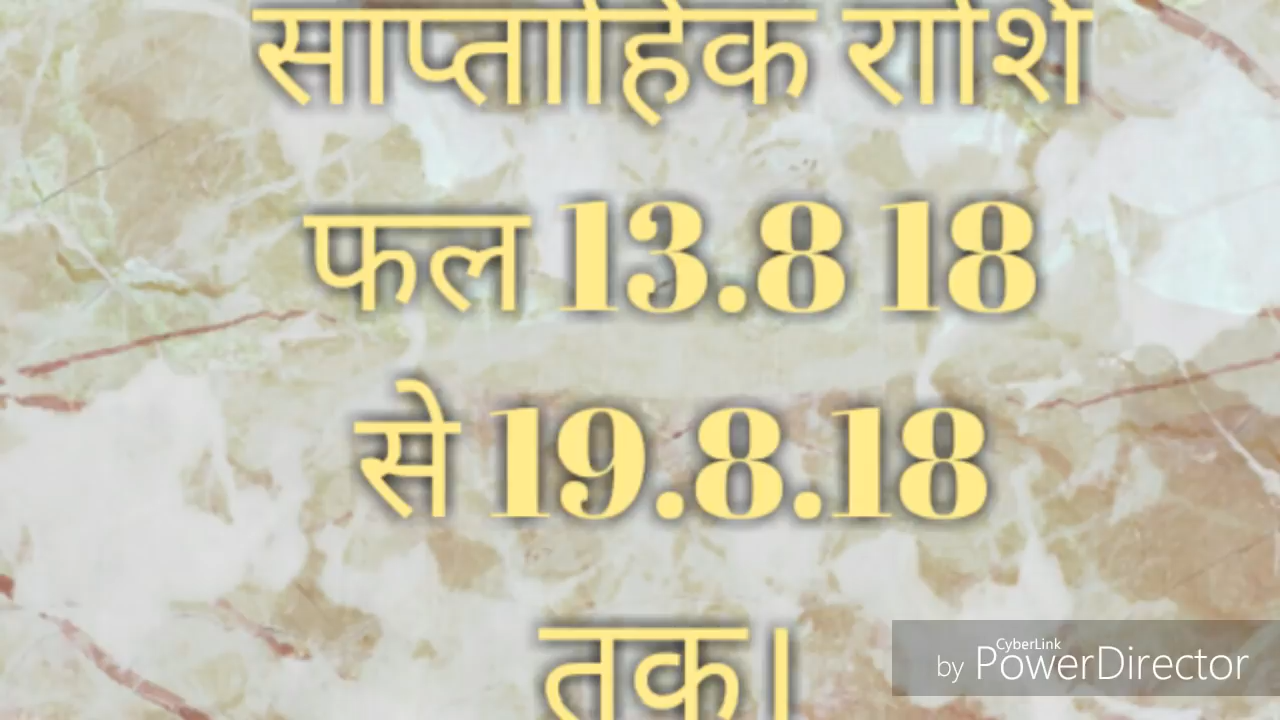 साप्ताहिक राशि
फल 13.8 18
से 19.8.18
तक।
by CyberLink PowerDirector